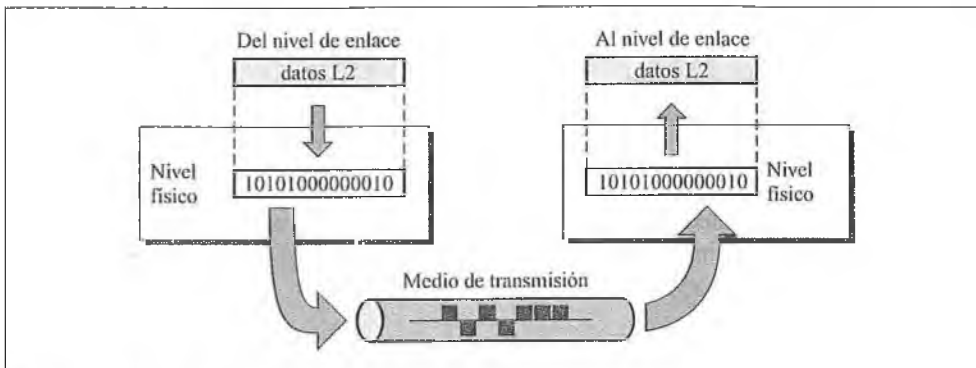 Del nivel de enlace
datos L2
Nivel
físico
10101000000010
Al nivel de enlace
datos L2
10101000000010
Nivel
físico
Medio de transmisión